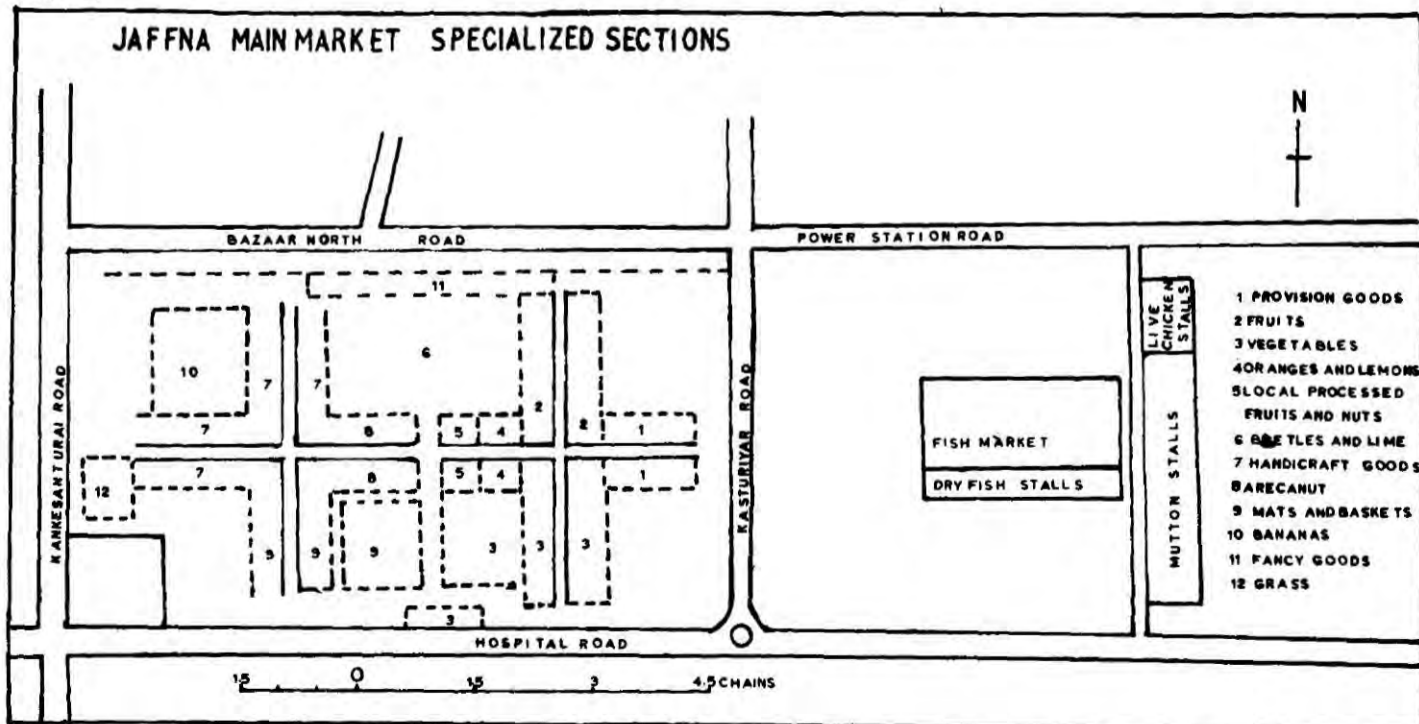 JAFFNA MAIN MARKET SPECIALIZED SECTIONS
N
BAZAAR NORTH ROAD
POWER STATION ROAD
KANKESANTURAI ROAD
KASTURIYAR ROAD
HOSPITAL ROAD
11
10
7
7
6
2
2
7
8
5
4
1
12
7
8
5
4
1
9
9
9
3
3
3
3
FISH MARKET
DRY FISH STALLS
LIVE
CHICKEN
STALLS
MUTTON STALLS
1 PROVISION GOODS
2 FRUITS
3 VEGETABLES
4 ORANGES AND LEMONS
5 LOCAL PROCESSED
FRUITS AND NUTS
6 BEETLES AND LIME
7 HANDICRAFT GOODS
8 ARECANUT
9 MATS AND BASKETS
10 BANANAS
11 FANCY GOODS
12 GRASS
1.5 0 1.5 3 4.5 CHAINS